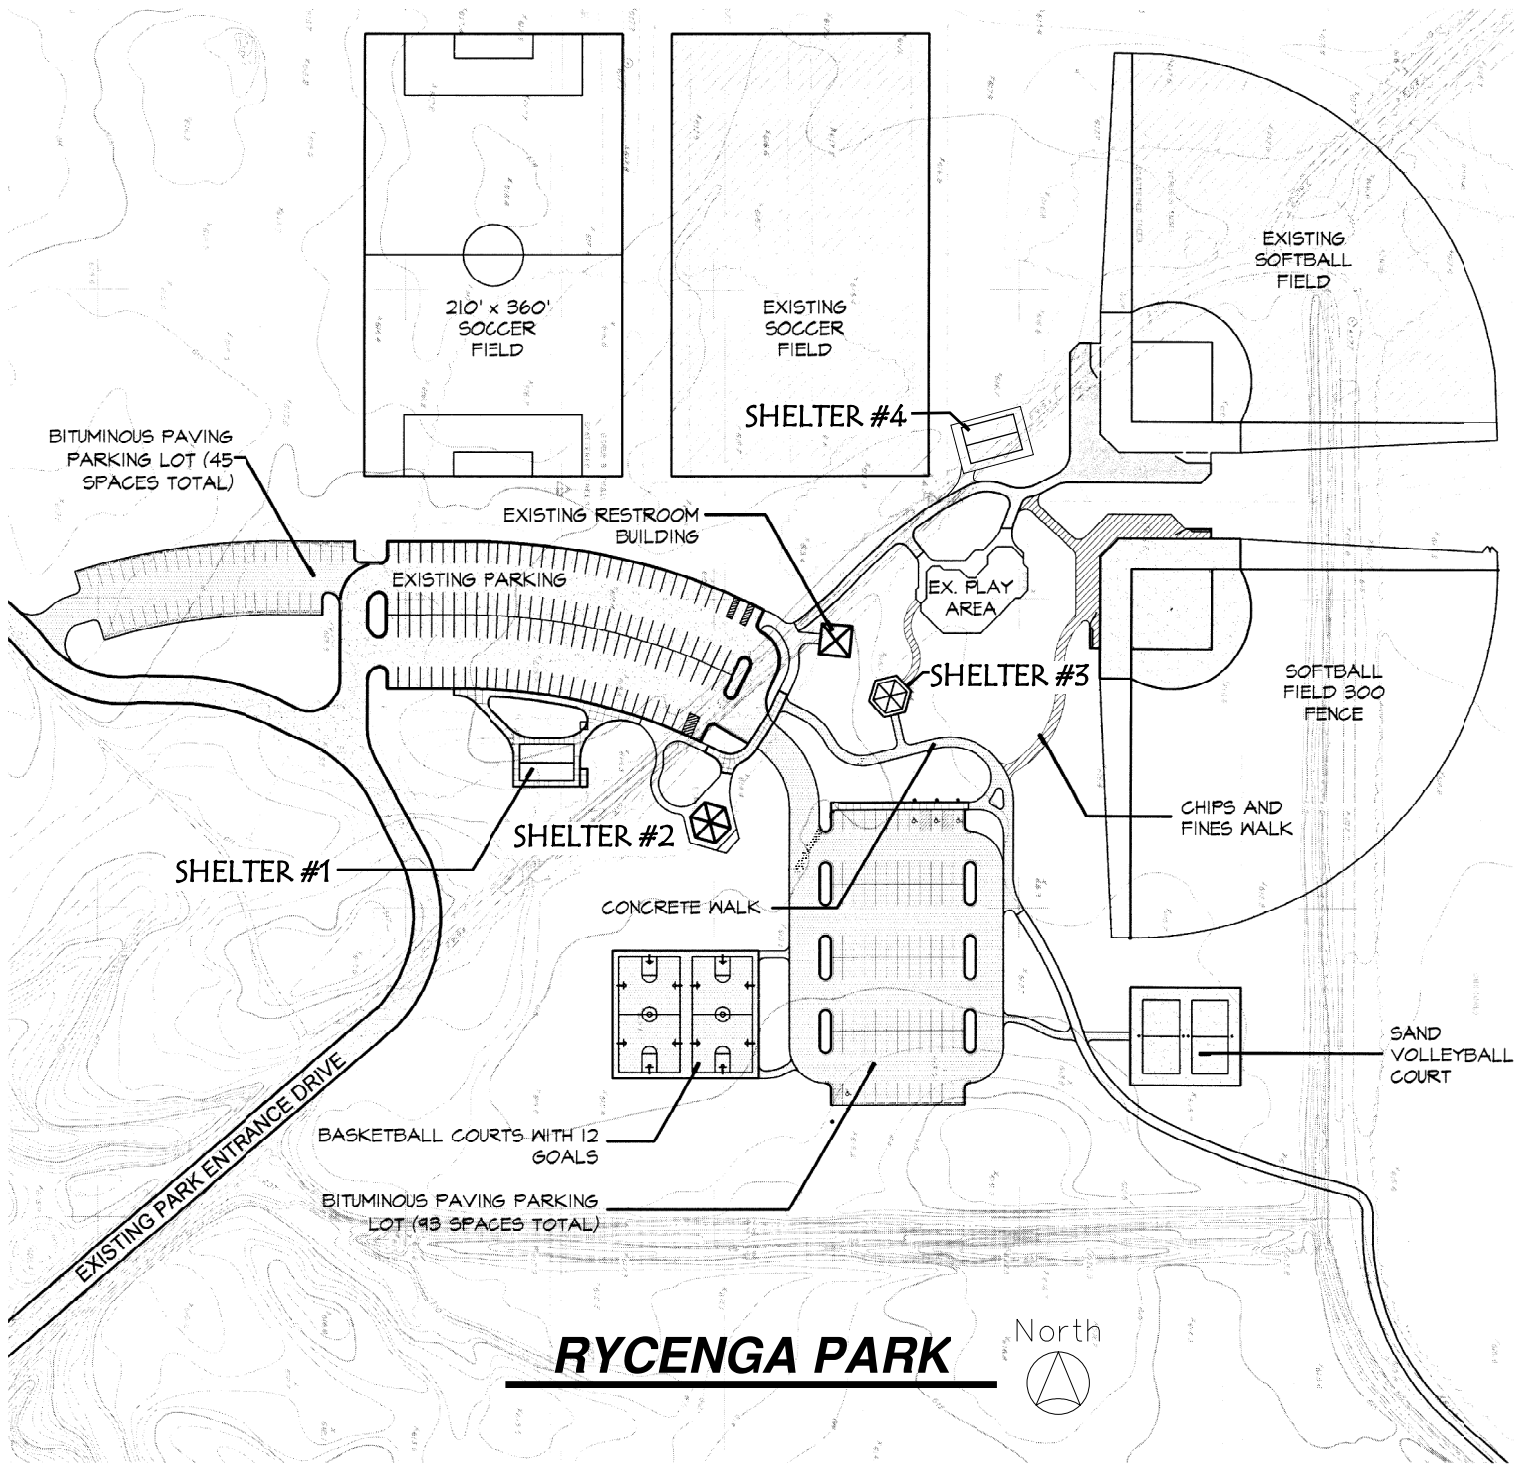 EXISTING
SOFTBALL
FIELD
210' x 360'
SOCCER
FIELD
EXISTING
SOCCER
FIELD
SHELTER #4
BITUMINOUS PAVING
PARKING LOT (45
SPACES TOTAL)
EXISTING RESTROOM
BUILDING
EXISTING PARKING
EX. PLAY
AREA
SHELTER #3
SOFTBALL
FIELD 300
FENCE
CHIPS AND
FINES WALK
SHELTER #2
SHELTER #1
CONCRETE WALK
SAND
VOLLEYBALL
COURT
EXISTING PARK ENTRANCE DRIVE
BASKETBALL COURTS WITH 12
GOALS
BITUMINOUS PAVING PARKING
LOT (93 SPACES TOTAL)
RYCENGA PARK
North